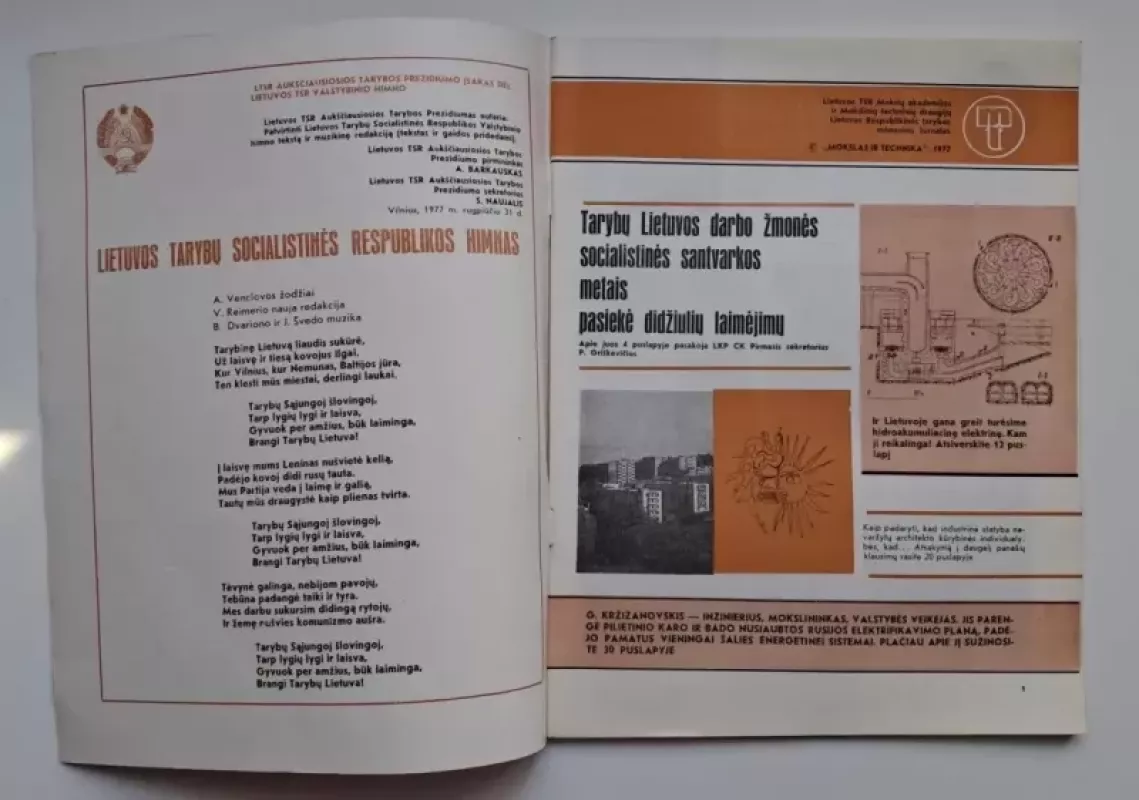 LTSR AUKŠČIAUSIOSIOS TARYBOS PREZIDIUMO ĮSAKAS DĖL
LIETUVOS TSR VALSTYBINIO HIMNO
Lietuvos TSR Aukščiausiosios Tarybos Prezidiumas nutaria:
Patvirtinti Lietuvos Tarybų Socialistinės Respublikos Valstybinio
himno tekstą ir muzikinę redakciją (tekstas ir gaidos pridedama).
Lietuvos TSR Aukščiausiosios Tarybos
Prezidiumo pirmininkas
A. BARKAUSKAS
Lietuvos TSR Aukščiausiosios Tarybos
Prezidiumo sekretorius
S. NAUJALIS
Vilnius, 1977 m. rugpjūčio 31 d.
LIETUVOS TARYBŲ SOCIALISTINĖS RESPUBLIKOS HIMNAS
A. Venclovos žodžiai
V. Reimerio nauja redakcija
B. Dvariono ir J. Švedo muzika
Tarybinę Lietuvą liaudis sukūrė,
Už laisvę ir tiesą kovojus ilgai.
Kur Vilnius, kur Nemunas, Baltijos jūra,
Ten klesti mūs miestai, derlingi laukai.
Tarybų Sąjungoj šlovingoj,
Tarp lygių lygi ir laisva,
Gyvuok per amžius, būk laiminga,
Brangi Tarybų Lietuva!
Į laisvę mums Leninas nušvietė kelią,
Padėjo kovoj didi rusų tauta.
Mus Partija veda į laimę ir galią,
Tautų mūs draugystė kaip plienas tvirta.
Tarybų Sąjungoj šlovingoj,
Tarp lygių lygi ir laisva,
Gyvuok per amžius, būk laiminga,
Brangi Tarybų Lietuva!
Tėvynė galinga, nebijom pavojų,
Tebūna padangė taiki ir tyra.
Mes darbu sukursim didingą rytojų,
Ir žemę nušvies komunizmo aušra.
Tarybų Sąjungoj šlovingoj,
Tarp lygių lygi ir laisva,
Gyvuok per amžius, būk laiminga,
Brangi Tarybų Lietuva!
Lietuvos TSR Mokslų akademijos
ir Mokslinių techninių draugijų
Lietuvos Respublikinės tarybos
mėnesinis žurnalas
© „MOKSLAS IR TECHNIKA" 1977
Tarybų Lietuvos darbo žmonės
socialistinės santvarkos
metais
pasiekė didžiulių laimėjimų
Apie juos 4 puslapyje pasakoja LKP CK Pirmasis sekretorius
P. Griškevičius
Ir Lietuvoje gana greit turėsime
hidroakumuliacinę elektrinę. Kam
ji reikalinga? Atsiverskite 12 pus-
lapį
Kaip padaryti, kad industrinė statyba ne-
varžytų architekto kūrybinės individualy-
bės, kad... Atsakymą į daugelį panašių
klausimų rasite 20 puslapyje
G. KRŽIŽANOVSKIS — INŽINIERIUS, MOKSLININKAS, VALSTYBĖS VEIKĖJAS. JIS PAREN-
GĖ PILIETINIO KARO IR BADO NUSIAUBTOS RUSIJOS ELEKTRIFIKAVIMO PLANĄ, PADĖ-
JO PAMATUS VIENINGAI ŠALIES ENERGETINEI SISTEMAI. PLAČIAU APIE JĮ SUŽINOSI-
TE 30 PUSLAPYJE
1